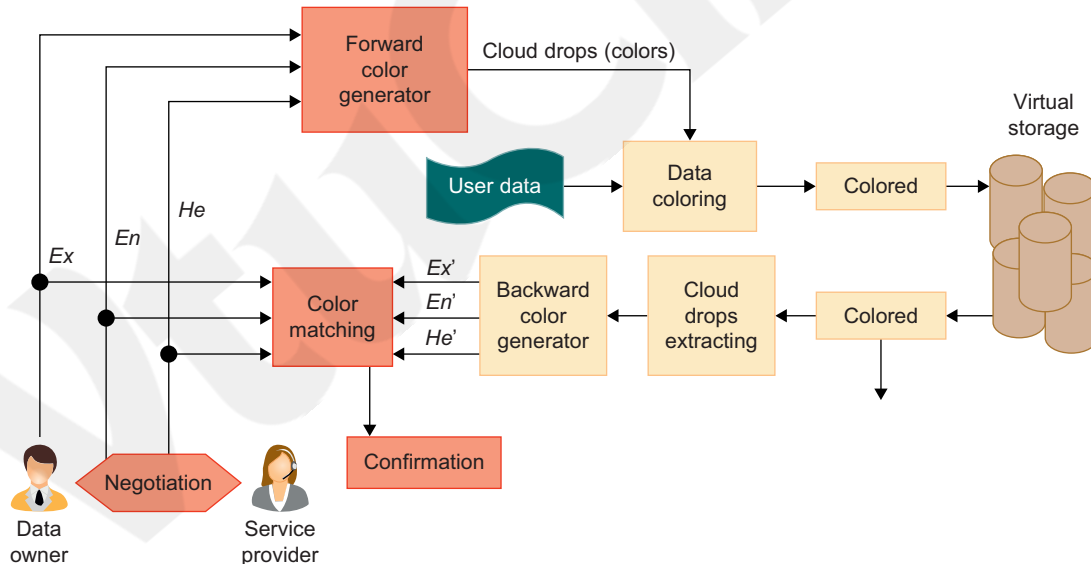 Forward
color
generator
Cloud drops (colors)
Virtual
storage
User data
Data
coloring
Colored
He
En
Ex
Color
matching
Ex'
En'
He'
Backward
color
generator
Cloud
drops
extracting
Colored
Confirmation
Negotiation
Data
owner
Service
provider